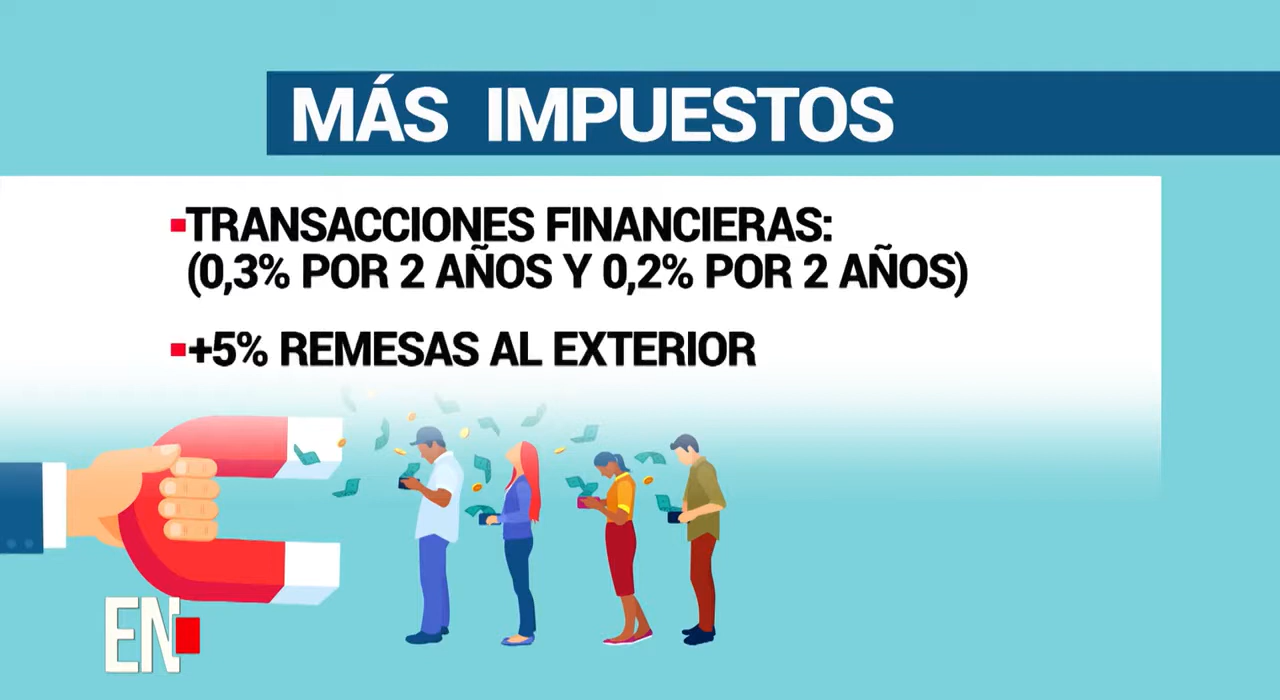 MÁS IMPUESTOS
TRANSACCIONES FINANCIERAS:
(0,3% POR 2 AÑOS Y 0,2% POR 2 AÑOS)
+5% REMESAS AL EXTERIOR
EN